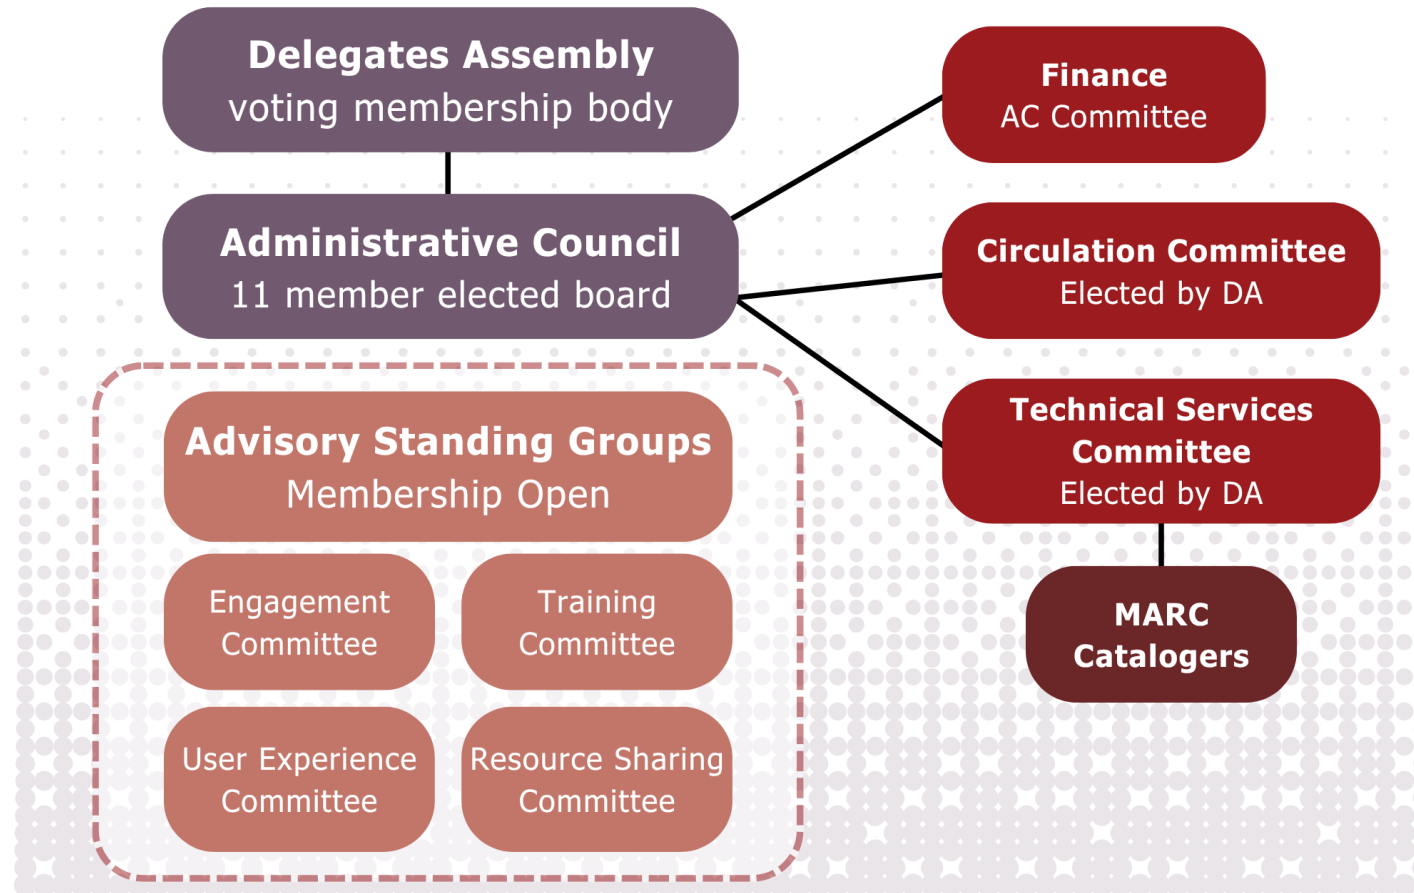 Delegates Assembly
voting membership body
Administrative Council
11 member elected board
Finance
AC Committee
Circulation Committee
Elected by DA
Technical Services
Committee
Elected by DA
MARC
Catalogers
Advisory Standing Groups
Membership Open
Engagement
Committee
Training
Committee
User Experience
Committee
Resource Sharing
Committee